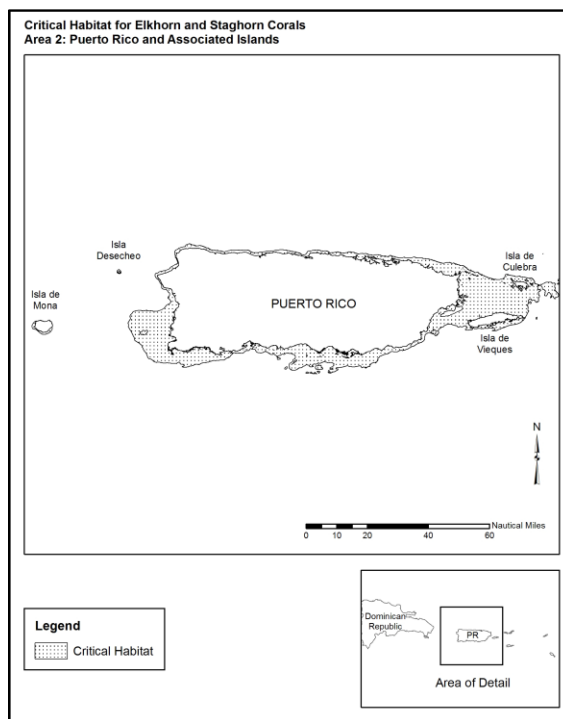 Critical Habitat for Elkhorn and Staghorn Corals
Area 2: Puerto Rico and Associated Islands
Isla
Desecheo
Isla de
Mona
PUERTO RICO
Isla de
Culebra
Isla de
Vieques
N
Nautical Miles
0 10 20 40 60
Legend
Critical Habitat
Dominican
Republic
PR
Area of Detail